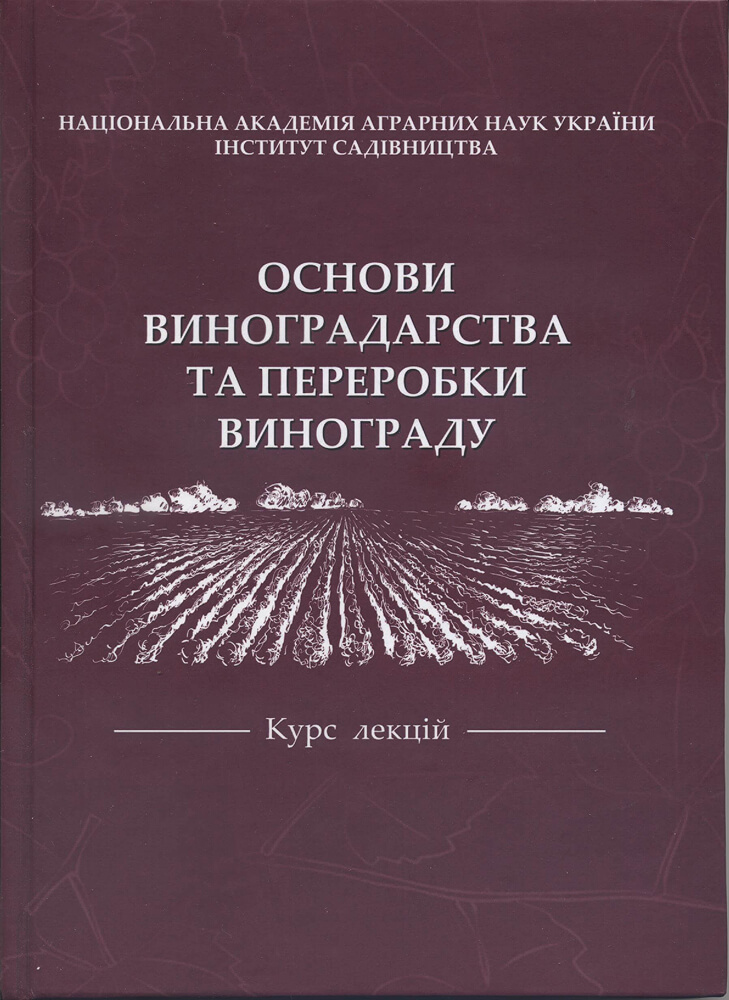 НАЦІОНАЛЬНА АКАДЕМІЯ АГРАРНИХ НАУК УКРАЇНИ
ІНСТИТУТ САДІВНИЦТВА
ОСНОВИ
ВИНОГРАДАРСТВА
ТА ПЕРЕРОБКИ
ВИНОГРАДУ
Курс лекцій